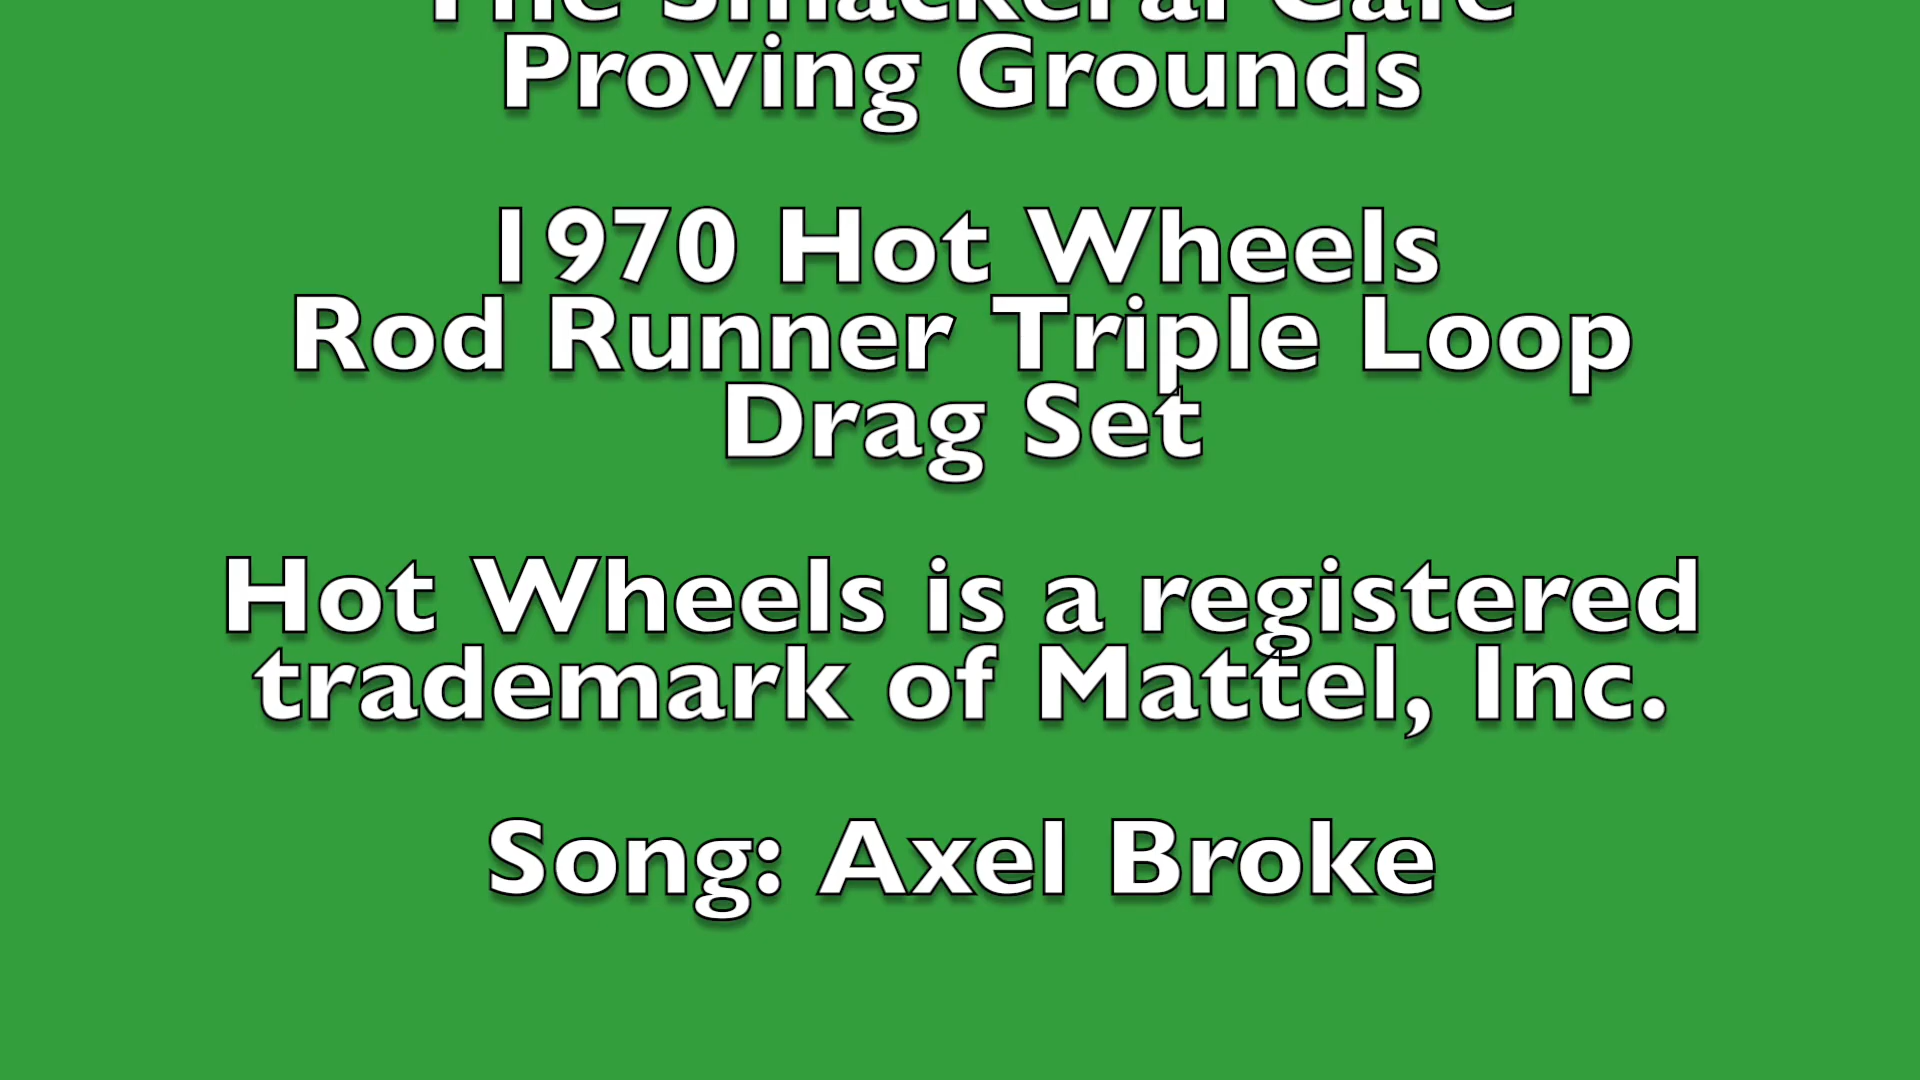 The Smackeral Cafe
Proving Grounds
1970 Hot Wheels
Rod Runner Triple Loop
Drag Set
Hot Wheels is a registered
trademark of Mattel, Inc.
Song: Axel Broke